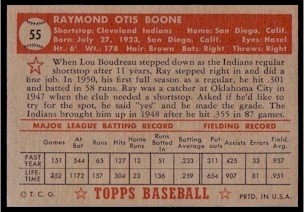 55
RAYMOND OTIS BOONE
Shortstop: Cleveland Indians Home: San Diego, Calif.
Born: July 27, 1923, San Diego, Calif. Eyes: Hazel
Ht.: 6' Wt.: 178 Hair: Brown Bats: Right Throws: Right
When Lou Boudreau stepped down as the Indians regular
shortstop after 11 years, Ray stepped right in and did a
fine job. In 1950, his first full season as a regular, he hit .301
and batted in 58 runs. Ray was a catcher at Oklahoma City in
1947 when the club needed a shortstop. Asked if he'd like to
try for the spot, he said "yes" and he made the grade. The
Indians brought him up in 1948 after he hit .355 in 87 games.
MAJOR LEAGUE BATTING RECORD FIELDING RECORD
Games At Bat Runs Hits Home Runs Runs Batted In Batting Average Put-outs Assists Errors Field. Avg.
PAST YEAR 151 544 65 127 12 51 .233 311 425 33 .957
LIFE-TIME 352 1172 157 304 23 159 .259 633 911 71 .951
© T. C. G. TOPPS BASEBALL PRTD. IN U.S.A.